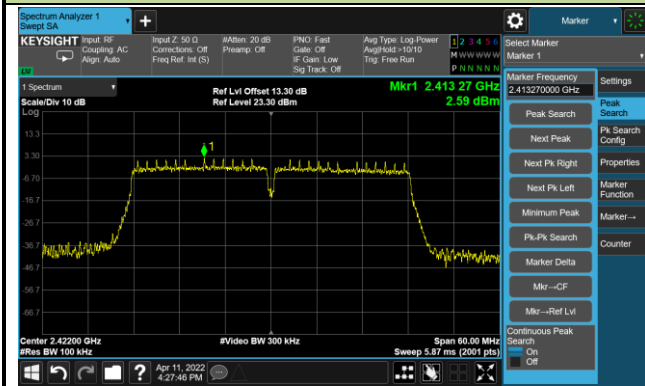 Spectrum Analyzer 1
Swept SA
+
Marker
KEYSIGHT
Input: RF
Coupling: AC
Align: Auto
Input Z: 50 Ω
Corrections: Off
Freq Ref: Int (S)
#Atten: 20 dB
Preamp: Off
PNO: Fast
Gate: Off
IF Gain: Low
Sig Track: Off
Avg Type: Log-Power
Avg|Hold:>10/10
Trig: Free Run
1 2 3 4 5 6
M W W W W W
P N N N N N
Select Marker
Marker 1
1 Spectrum
Scale/Div 10 dB
Log
Ref Lvl Offset 13.30 dB
Ref Level 23.30 dBm
Mkr1 2.413 27 GHz
2.59 dBm
13.3
3.30
-6.70
-16.7
-26.7
-36.7
-46.7
-56.7
-66.7
1
Center 2.42200 GHz
#Res BW 100 kHz
#Video BW 300 kHz
Span 60.00 MHz
Sweep 5.87 ms (2001 pts)
Marker Frequency
2.413270000 GHz
Peak Search
Next Peak
Next Pk Right
Next Pk Left
Minimum Peak
Pk-Pk Search
Marker Delta
Mkr→CF
Mkr→Ref Lvl
Continuous Peak
Search
On
Off
Settings
Peak
Search
Pk Search
Config
Properties
Marker
Function
Marker→
Counter
?
Apr 11, 2022
4:27:46 PM